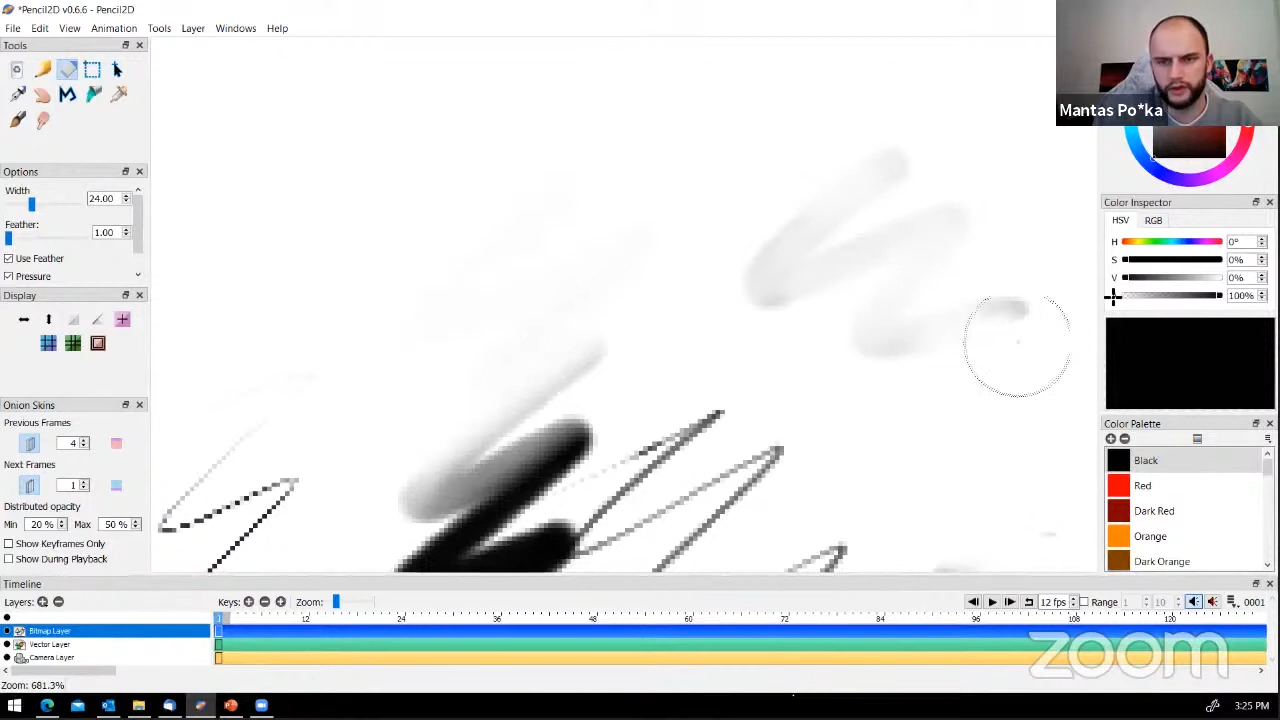 *Pencil2D v0.6.6 - Pencil2D
File Edit View Animation Tools Layer Windows Help
Tools
Mantas Po*ka
Options
Width
24.00
Feather:
1.00
Use Feather
Pressure
Display
Color Inspector
HSV RGB
H 0°
S 0%
V 0%
100%
Onion Skins
Previous Frames
4
Next Frames
1
Distributed opacity
Min 20 % Max 50 %
Show Keyframes Only
Show During Playback
Color Palette
Black
Red
Dark Red
Orange
Dark Orange
Timeline
Layers: Keys: Zoom: 12 fps Range 1 10 0001
1 12 24 36 48 60 72 84 96 108 120
Bitmap Layer
Vector Layer
Camera Layer
zoom
Zoom: 681.3%
3:25 PM